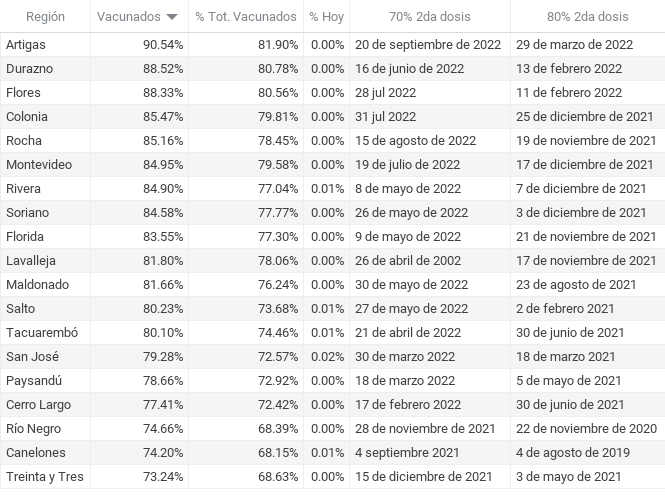 Región Vacunados % Tot. Vacunados % Hoy 70% 2da dosis 80% 2da dosis
Artigas 90.54% 81.90% 0.00% 20 de septiembre de 2022 29 de marzo de 2022
Durazno 88.52% 80.78% 0.00% 16 de junio de 2022 13 de febrero 2022
Flores 88.33% 80.56% 0.00% 28 jul 2022 11 de febrero 2022
Colonia 85.47% 79.81% 0.00% 31 jul 2022 25 de diciembre de 2021
Rocha 85.16% 78.45% 0.00% 15 de agosto de 2022 19 de noviembre de 2021
Montevideo 84.95% 79.58% 0.00% 19 de julio de 2022 17 de diciembre de 2021
Rivera 84.90% 77.04% 0.01% 8 de mayo de 2022 7 de diciembre de 2021
Soriano 84.58% 77.77% 0.00% 26 de mayo de 2022 3 de diciembre de 2021
Florida 83.55% 77.30% 0.00% 9 de mayo de 2022 21 de noviembre de 2021
Lavalleja 81.80% 78.06% 0.00% 26 de abril de 2002 17 de noviembre de 2021
Maldonado 81.66% 76.24% 0.00% 30 de mayo de 2022 23 de agosto de 2021
Salto 80.23% 73.68% 0.01% 27 de mayo de 2022 2 de febrero 2021
Tacuarembó 80.10% 74.46% 0.01% 21 de abril de 2022 30 de junio de 2021
San José 79.28% 72.57% 0.02% 30 de marzo 2022 18 de marzo 2021
Paysandú 78.66% 72.92% 0.00% 18 de marzo de 2022 5 de mayo de 2021
Cerro Largo 77.41% 72.42% 0.00% 17 de febrero de 2022 30 de junio de 2021
Río Negro 74.66% 68.39% 0.00% 28 de noviembre de 2021 22 de noviembre de 2020
Canelones 74.20% 68.15% 0.01% 4 septiembre 2021 4 de agosto de 2019
Treinta y Tres 73.24% 68.63% 0.00% 15 de diciembre de 2021 3 de mayo de 2021